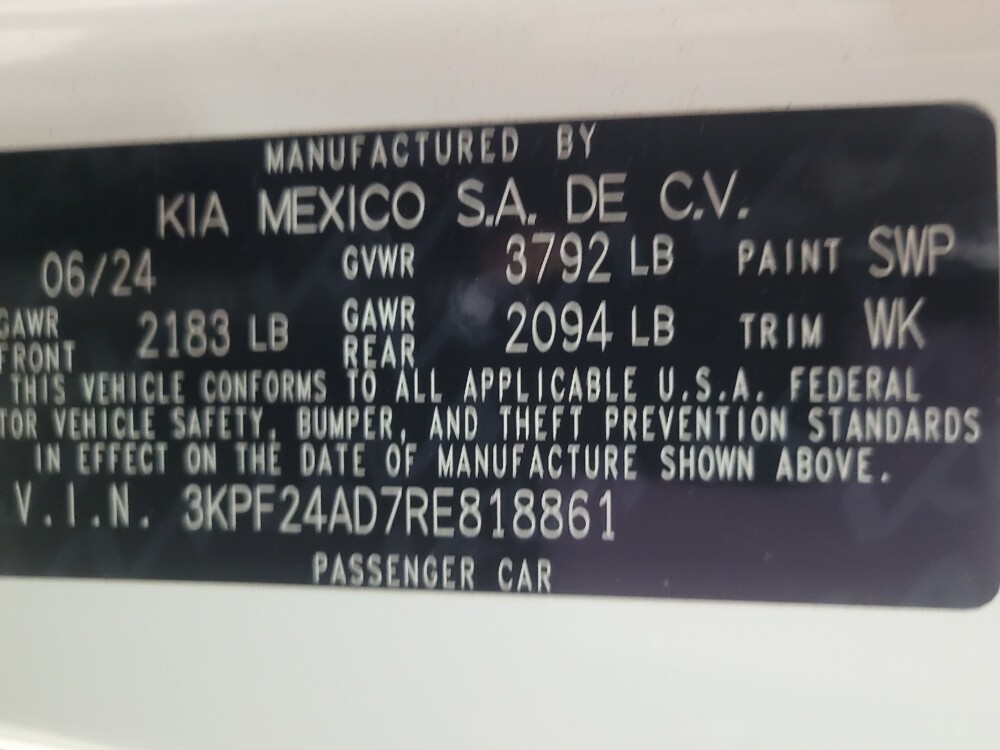 MANUFACTURED BY
KIA MEXICO S.A. DE C.V.
06/24 GVWR 3792 LB PAINT SWP
GAWR FRONT 2183 LB GAWR REAR 2094 LB TRIM WK
THIS VEHICLE CONFORMS TO ALL APPLICABLE U.S.A. FEDERAL
TOR VEHICLE SAFETY, BUMPER, AND THEFT PREVENTION STANDARDS
IN EFFECT ON THE DATE OF MANUFACTURE SHOWN ABOVE.
V.I.N. 3KPF24AD7RE818861
PASSENGER CAR